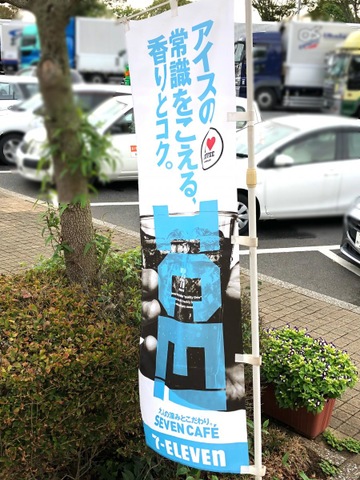 アイスの
常識をこえる、
香りとコク。
ICE
SEVEN CAFÉ
7-ELEVEn